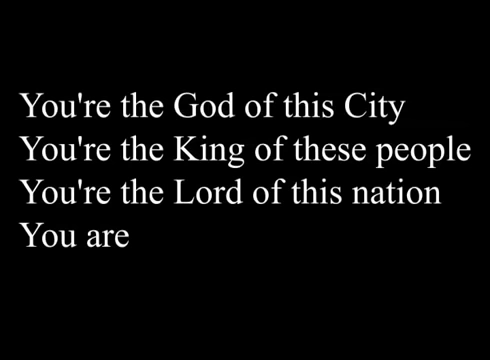 You're the God of this City
You're the King of these people
You're the Lord of this nation
You are